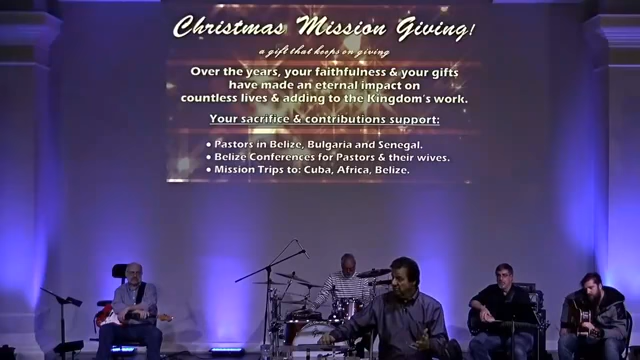 Christmas Mission Giving!
a gift that keeps on giving
Over the years, your faithfulness & your gifts
have made an eternal impact on
countless lives & adding to the Kingdom's work.
Your sacrifice & contributions support:
• Pastors in Belize, Bulgaria and Senegal.
• Belize Conferences for Pastors & their wives.
• Mission Trips to: Cuba, Africa, Belize.